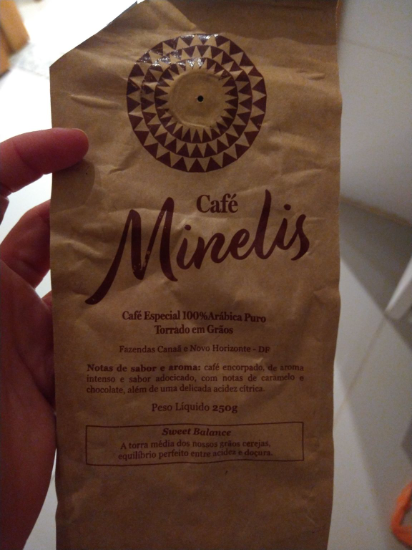 Café
Minelis
Café Especial 100% Arábica Puro
Torrado em Grãos
Fazendas Canaã e Novo Horizonte - DF
Notas de sabor e aroma: café encorpado, de aroma
intenso e sabor adocicado, com notas de caramelo e
chocolate, além de uma delicada acidez cítrica.
Peso Líquido 250g
Sweet Balance
A torra média dos nossos grãos cerejas,
equilíbrio perfeito entre acidez e doçura.